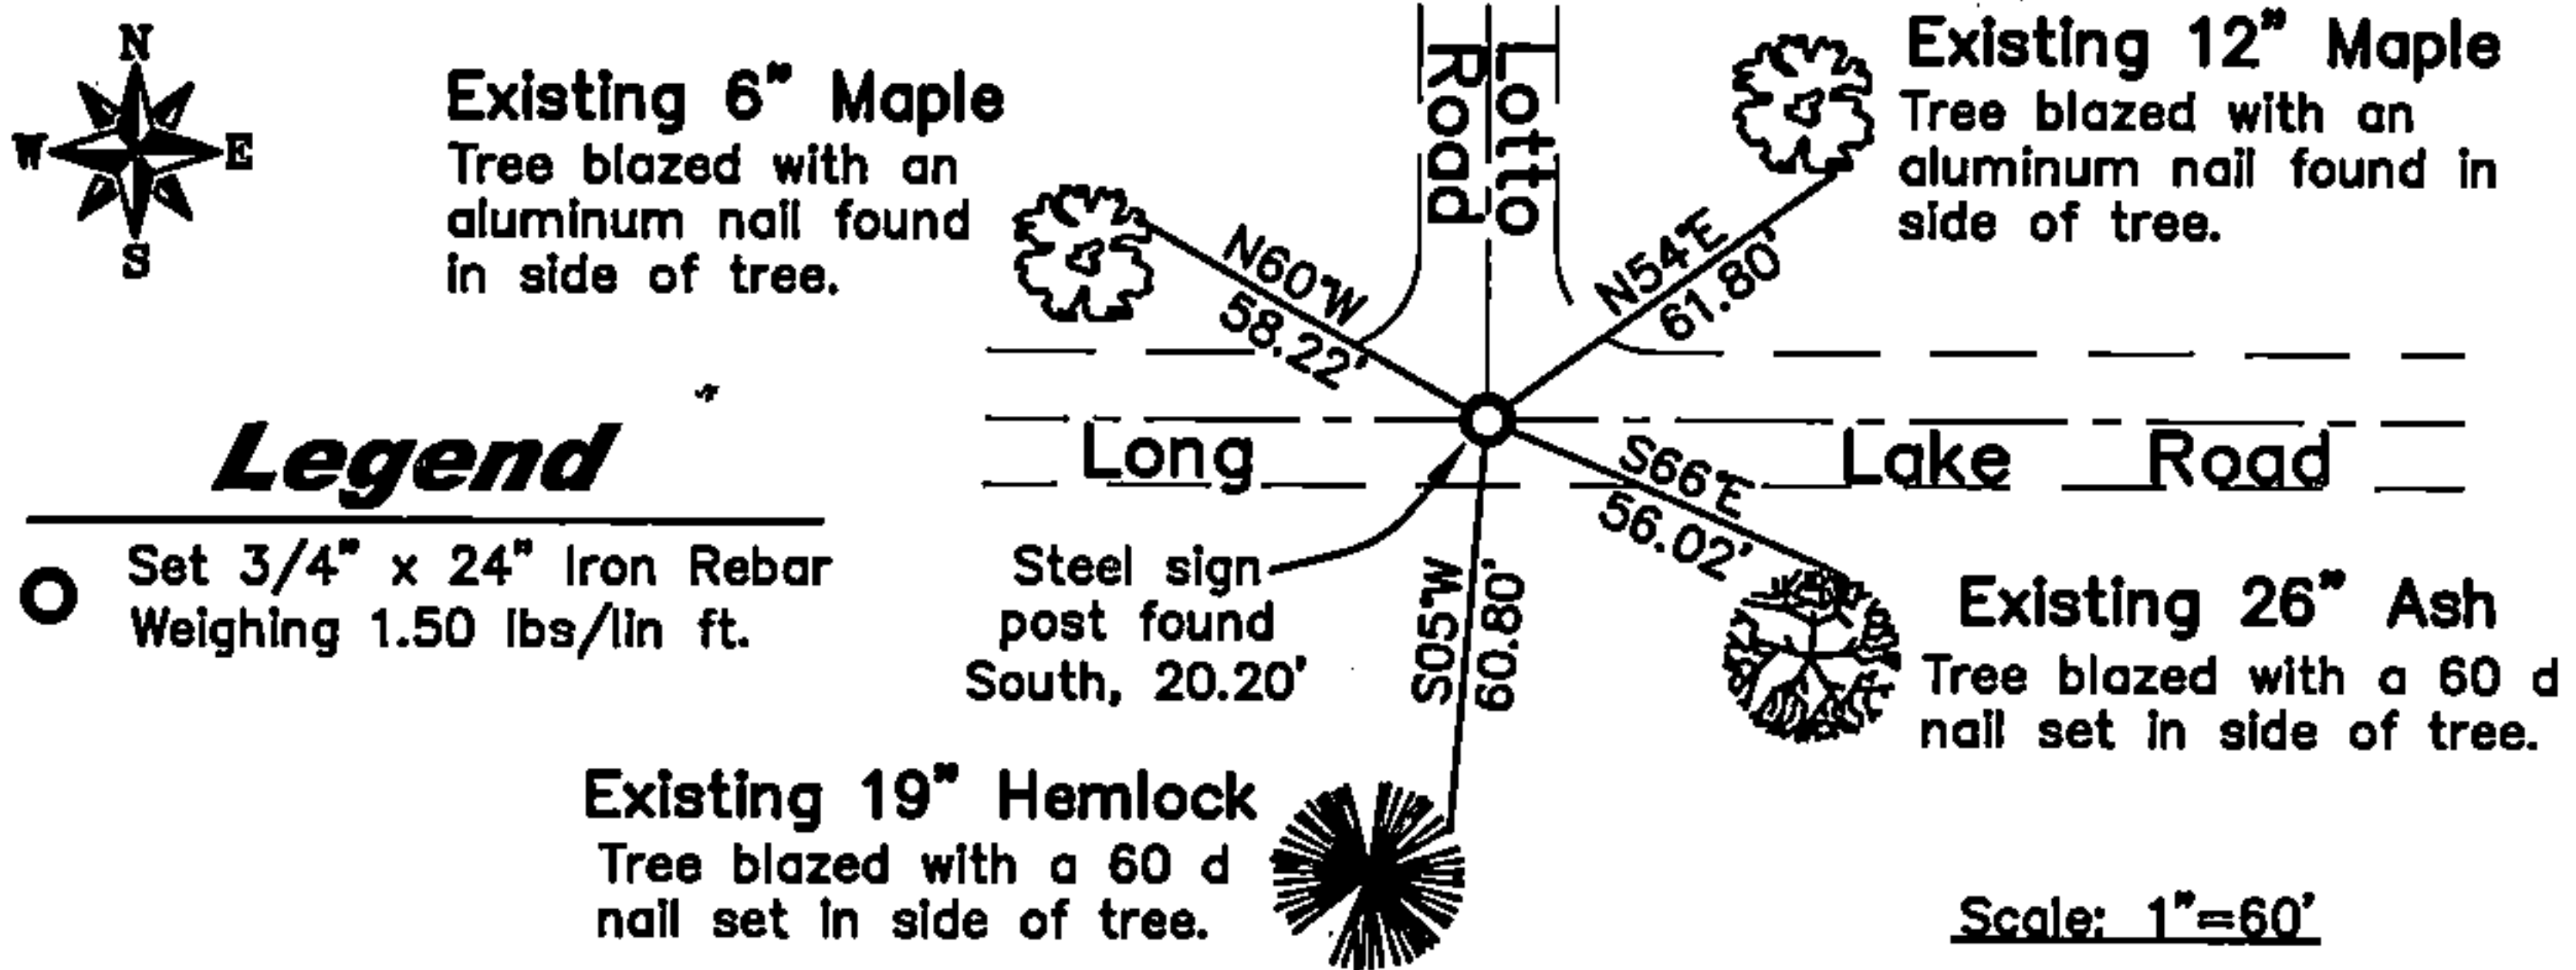 N
W E
S
Existing 6" Maple
Tree blazed with an
aluminum nail found
in side of tree.
Lotto
Road
Existing 12" Maple
Tree blazed with an
aluminum nail found in
side of tree.
N60°W
58.22'
N54°E
61.80'
Long Lake Road
S66°E
56.02'
S05°W
60.80'
Steel sign
post found
South, 20.20'
Legend
Set 3/4" x 24" Iron Rebar
Weighing 1.50 lbs/lin ft.
Existing 26" Ash
Tree blazed with a 60 d
nail set in side of tree.
Existing 19" Hemlock
Tree blazed with a 60 d
nail set in side of tree.
Scale: 1"=60'